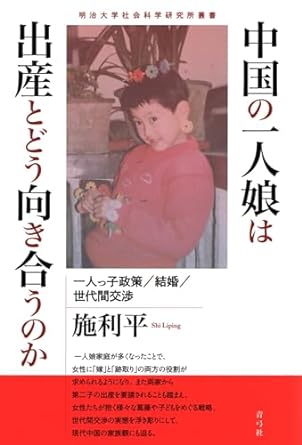 明治大学社会科学研究所叢書
中国の一人娘は
出産とどう向き合うのか
一人っ子政策/結婚/
世代間交渉
施利平
Shi Liping
一人娘家庭が多くなったことで、
女性に「嫁」と「跡取り」の両方の役割が
求められるようになり、また両家から
第二子の出産を要請されることも踏まえ、
女性たちが抱く様々な葛藤や子どもをめぐる戦略、
世代間交渉の実態を浮き彫りにして、
現代中国の家族観にも迫る。
青弓社